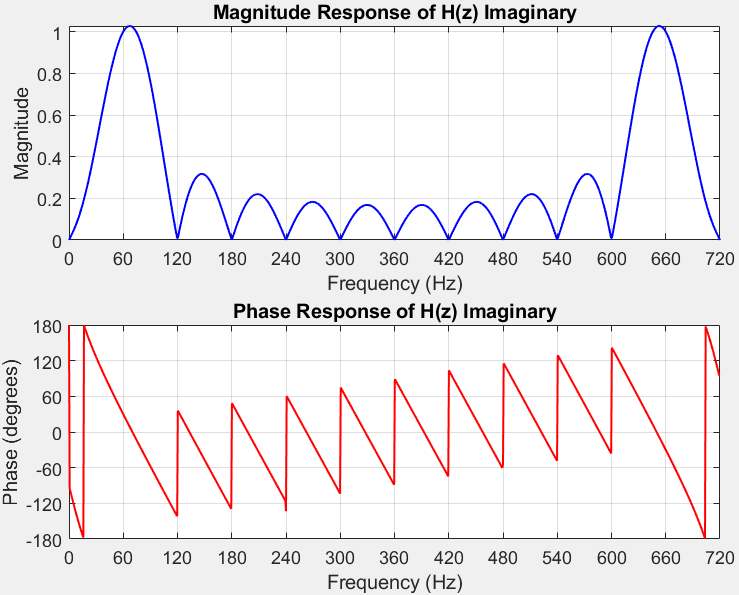 Magnitude Response of H(z) Imaginary
1
0.8
0.6
0.4
0.2
0
Magnitude
0 60 120 180 240 300 360 420 480 540 600 660 720
Frequency (Hz)
Phase Response of H(z) Imaginary
180
120
60
0
-60
-120
-180
Phase (degrees)
0 60 120 180 240 300 360 420 480 540 600 660 720
Frequency (Hz)